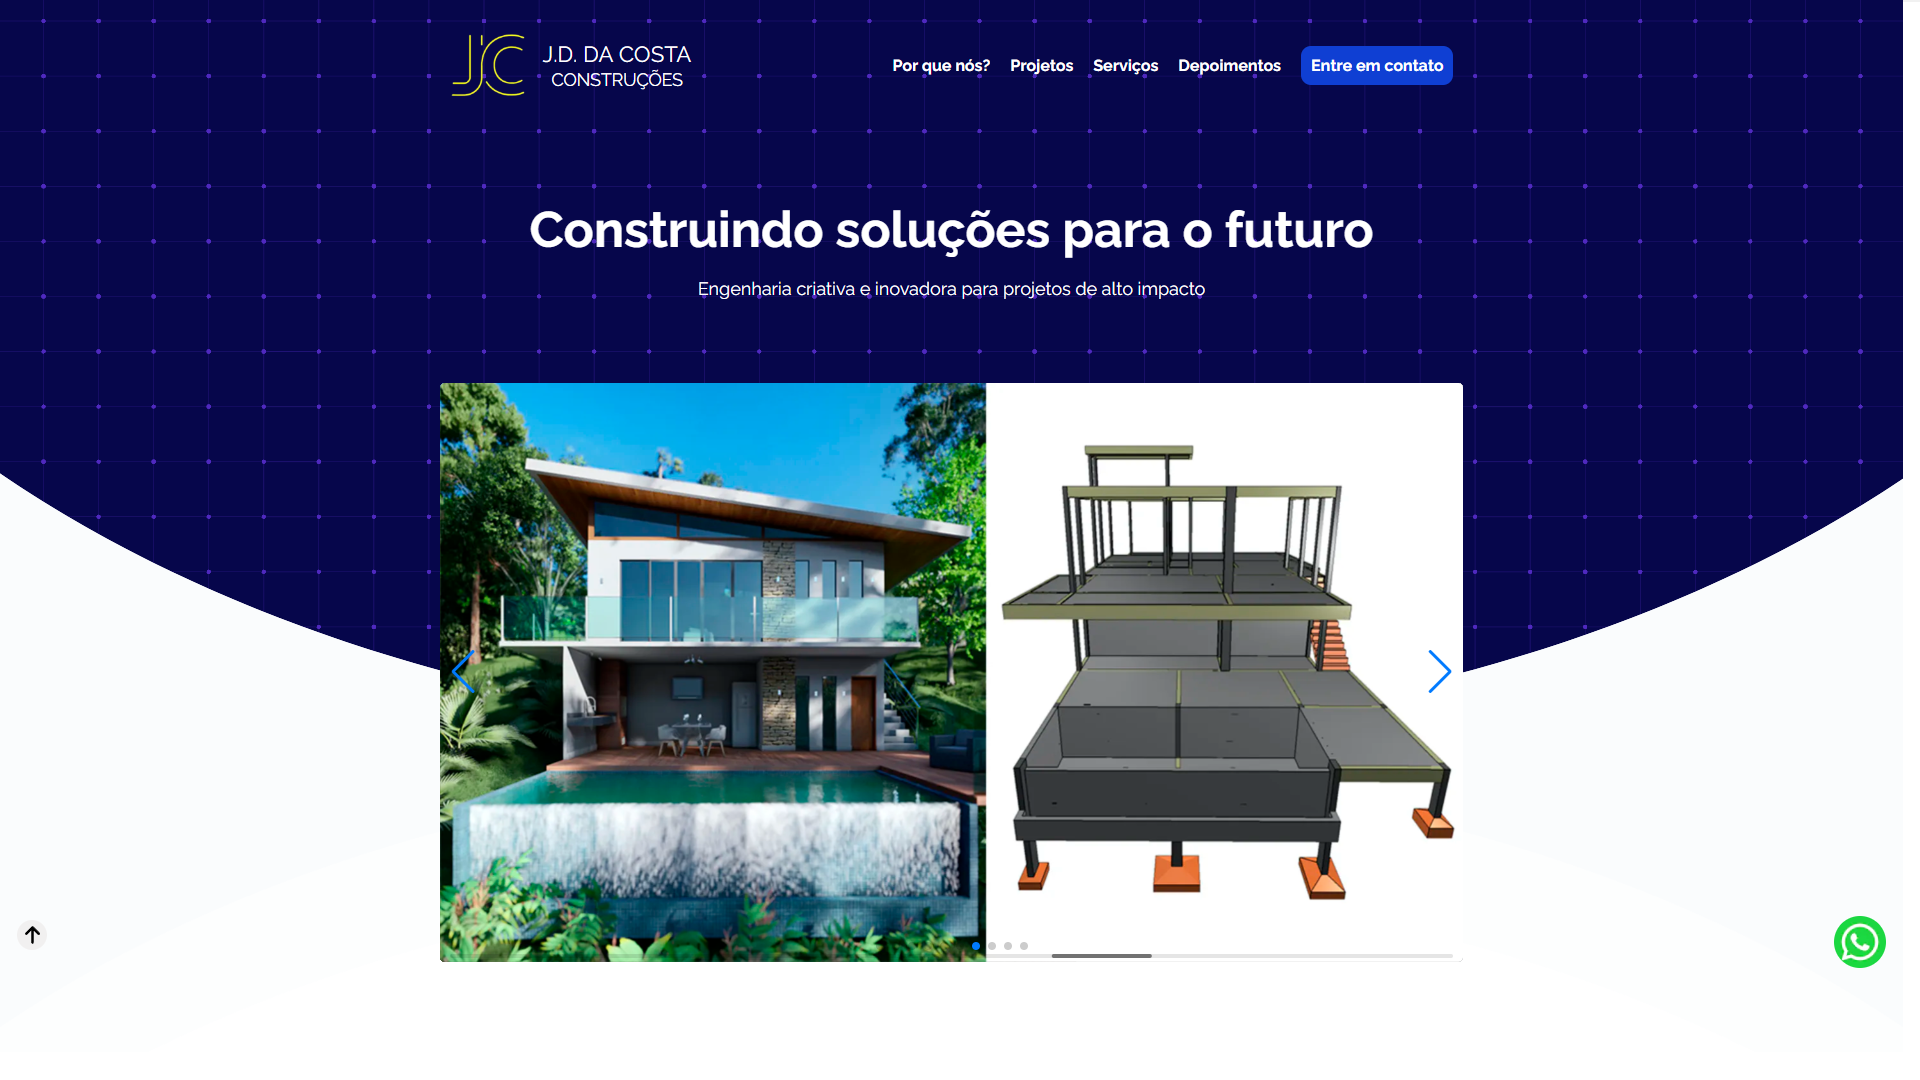 J'C
J.D. DA COSTA
CONSTRUÇÕES
Por que nós? Projetos Serviços Depoimentos Entre em contato
Construindo soluções para o futuro
Engenharia criativa e inovadora para projetos de alto impacto